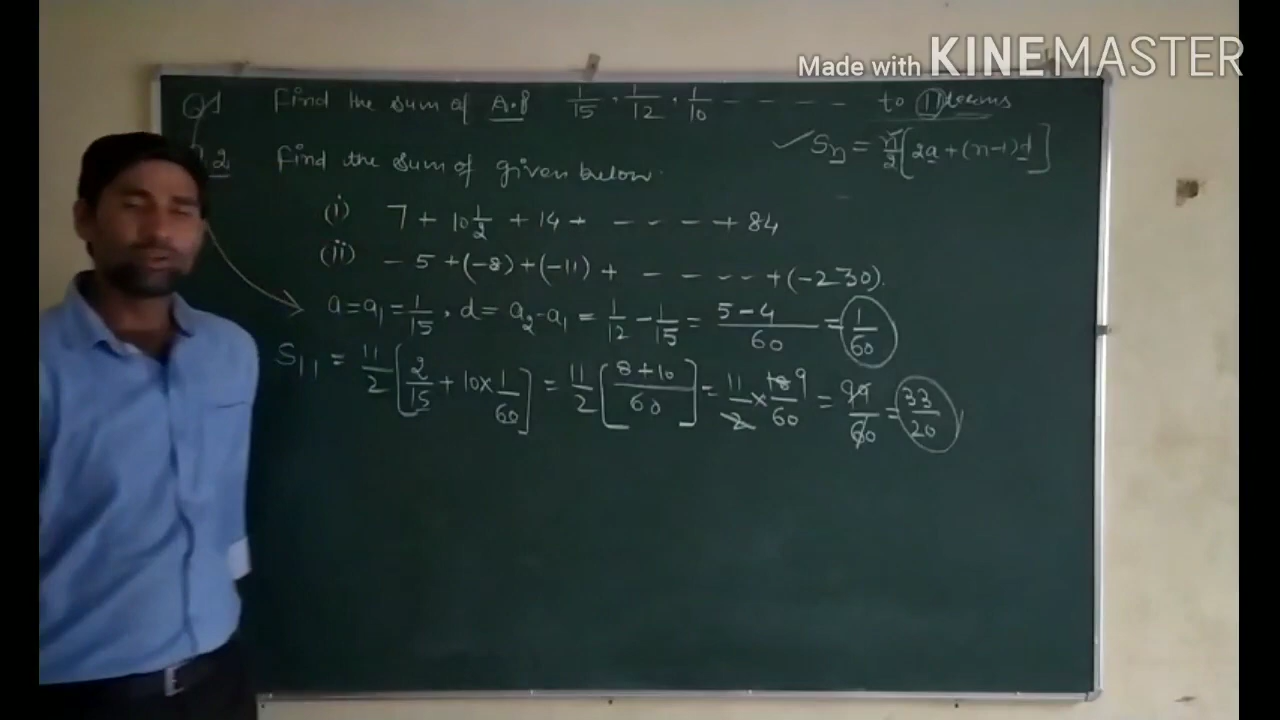 Made with KINEMASTER
Q1 Find the sum of A.P 1/15, 1/12, 1/10 - - - - - - to 11 terms
✓ Sn = n/2 [2a + (n-1)d]
2 Find the sum of given below.
(i) 7 + 10 1/2 + 14 + - - - - + 84
(ii) - 5 + (-8) + (-11) + - - - - - + (-230).
a = a1 = 1/15, d = a2 - a1 = 1/12 - 1/15 = (5 - 4)/60 = 1/60
S11 = 11/2 [2/15 + 10 × 1/60] = 11/2 [(8 + 10)/60] = 11/2 × 18 9/60 = 99/60 = 33/20